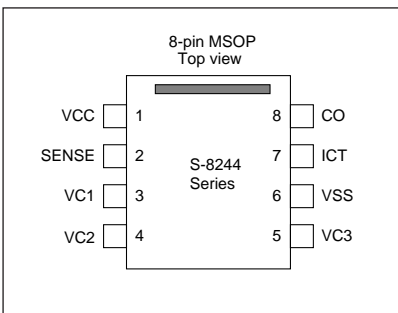 8-pin MSOP
Top view
VCC 1 8 CO
SENSE 2 7 ICT
S-8244
Series
VC1 3 6 VSS
VC2 4 5 VC3